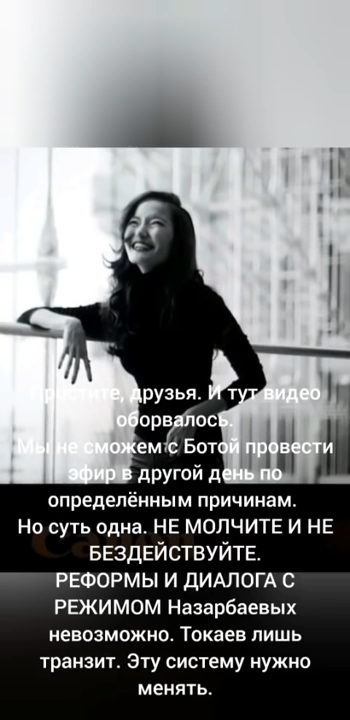 Простите, друзья. И тут видео
оборвалось.
Мы не сможем с Ботой провести
эфир в другой день по
определённым причинам.
Но суть одна. НЕ МОЛЧИТЕ И НЕ
БЕЗДЕЙСТВУЙТЕ.
РЕФОРМЫ И ДИАЛОГА С
РЕЖИМОМ Назарбаевых
невозможно. Токаев лишь
транзит. Эту систему нужно
менять.